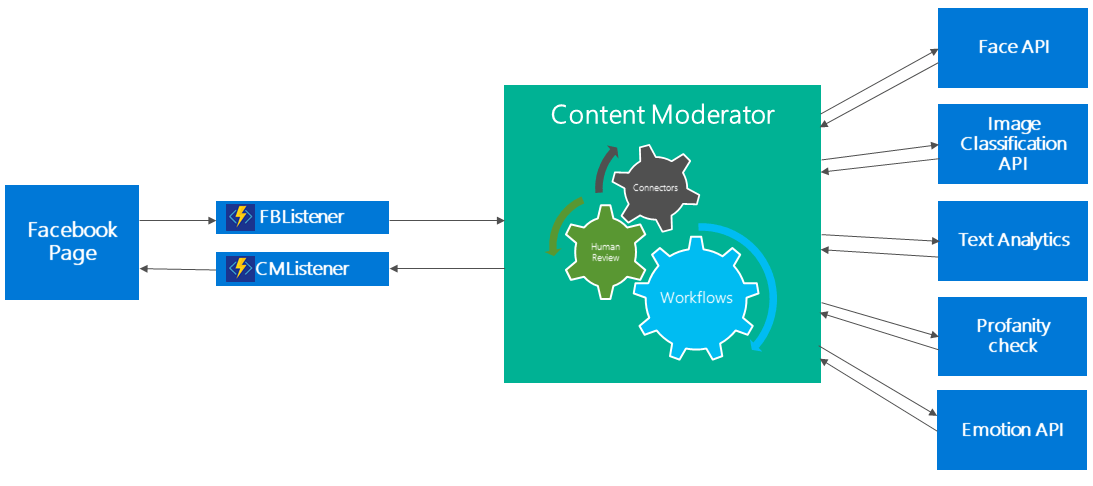 Facebook
Page
FBListener
CMListener
Content Moderator
Connectors
Human
Review
Workflows
Face API
Image
Classification
API
Text Analytics
Profanity
check
Emotion API